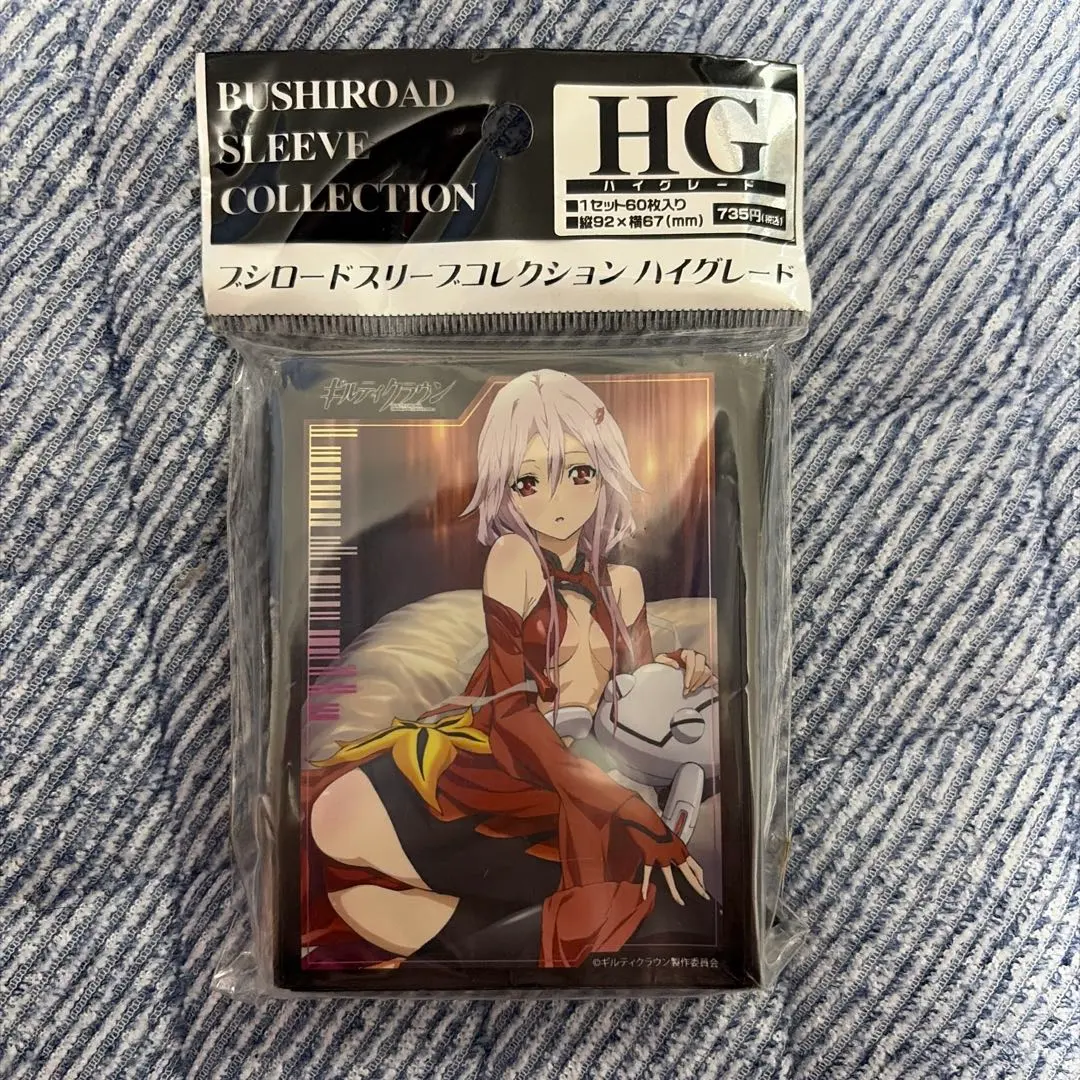 BUSHIROAD
SLEEVE
COLLECTION
HG
ハイグレード
■1セット60枚入り
■縦92×横67(mm)
735円(税込)
ブシロードスリーブコレクション ハイグレード
ギルティクラウン
©ギルティクラウン製作委員会